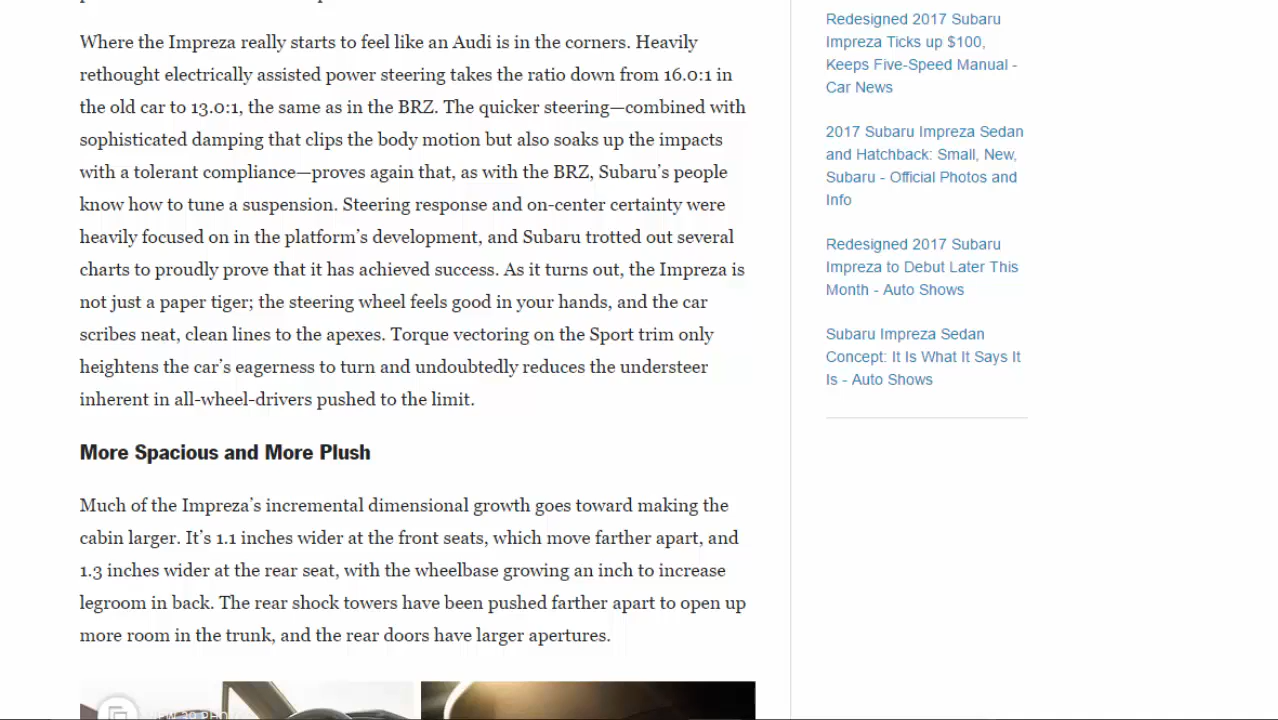 Where the Impreza really starts to feel like an Audi is in the corners. Heavily
rethought electrically assisted power steering takes the ratio down from 16.0:1 in
the old car to 13.0:1, the same as in the BRZ. The quicker steering—combined with
sophisticated damping that clips the body motion but also soaks up the impacts
with a tolerant compliance—proves again that, as with the BRZ, Subaru’s people
know how to tune a suspension. Steering response and on-center certainty were
heavily focused on in the platform’s development, and Subaru trotted out several
charts to proudly prove that it has achieved success. As it turns out, the Impreza is
not just a paper tiger; the steering wheel feels good in your hands, and the car
scribes neat, clean lines to the apexes. Torque vectoring on the Sport trim only
heightens the car’s eagerness to turn and undoubtedly reduces the understeer
inherent in all-wheel-drivers pushed to the limit.
More Spacious and More Plush
Much of the Impreza’s incremental dimensional growth goes toward making the
cabin larger. It’s 1.1 inches wider at the front seats, which move farther apart, and
1.3 inches wider at the rear seat, with the wheelbase growing an inch to increase
legroom in back. The rear shock towers have been pushed farther apart to open up
more room in the trunk, and the rear doors have larger apertures.
Redesigned 2017 Subaru
Impreza Ticks up $100,
Keeps Five-Speed Manual -
Car News
2017 Subaru Impreza Sedan
and Hatchback: Small, New,
Subaru - Official Photos and
Info
Redesigned 2017 Subaru
Impreza to Debut Later This
Month - Auto Shows
Subaru Impreza Sedan
Concept: It Is What It Says It
Is - Auto Shows